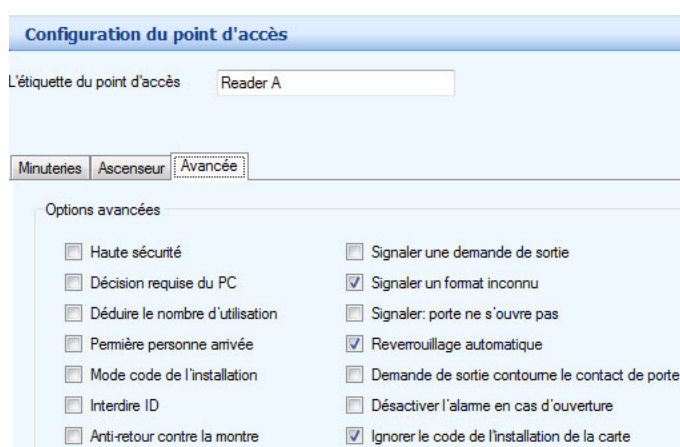 Configuration du point d'accès
L'étiquette du point d'accès Reader A
Minuteries Ascenseur Avancée
Options avancées
Haute sécurité Signaler une demande de sortie
Décision requise du PC Signaler un format inconnu
Déduire le nombre d'utilisation Signaler: porte ne s'ouvre pas
Permière personne arrivée Reverrouillage automatique
Mode code de l'installation Demande de sortie contourne le contact de porte
Interdire ID Désactiver l'alarme en cas d'ouverture
Anti-retour contre la montre Ignorer le code de l'installation de la carte